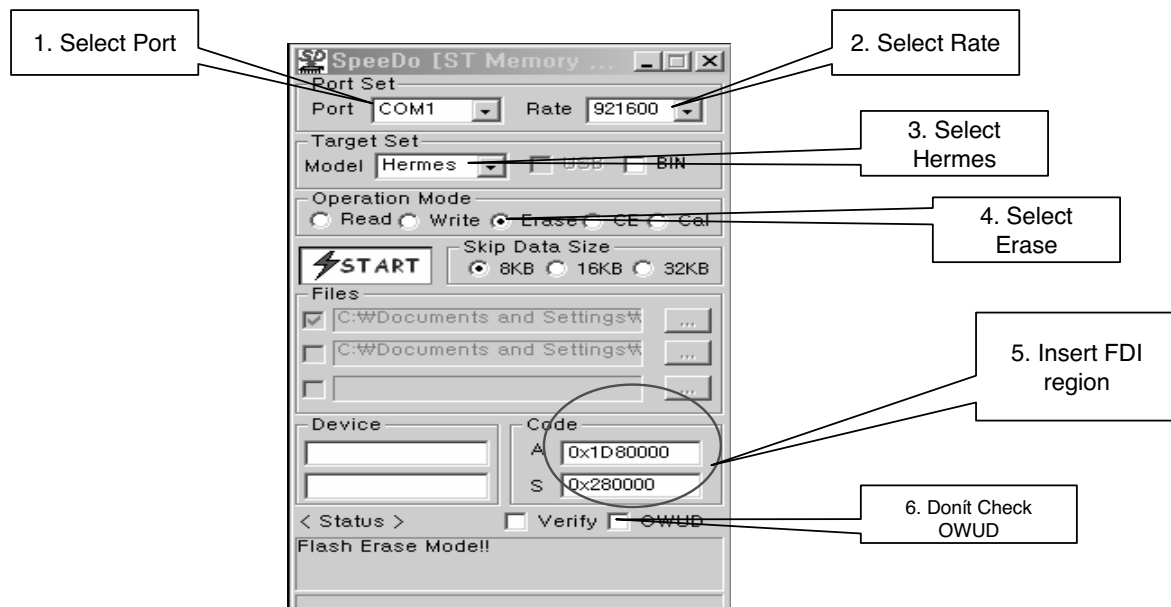 1. Select Port
2. Select Rate
SpeeDo [ST Memory ...
Port Set
Port COM1 Rate 921600
3. Select
Hermes
Target Set
Model Hermes USB BIN
4. Select
Erase
Operation Mode
Read Write Erase CE Cal
START
Skip Data Size
8KB 16KB 32KB
Files
C:₩Documents and Settings₩ ...
C:₩Documents and Settings₩ ...
...
5. Insert FDI
region
Device
Code
A 0x1D80000
S 0x280000
6. Donít Check
OWUD
< Status > Verify OWUD
Flash Erase Mode!!